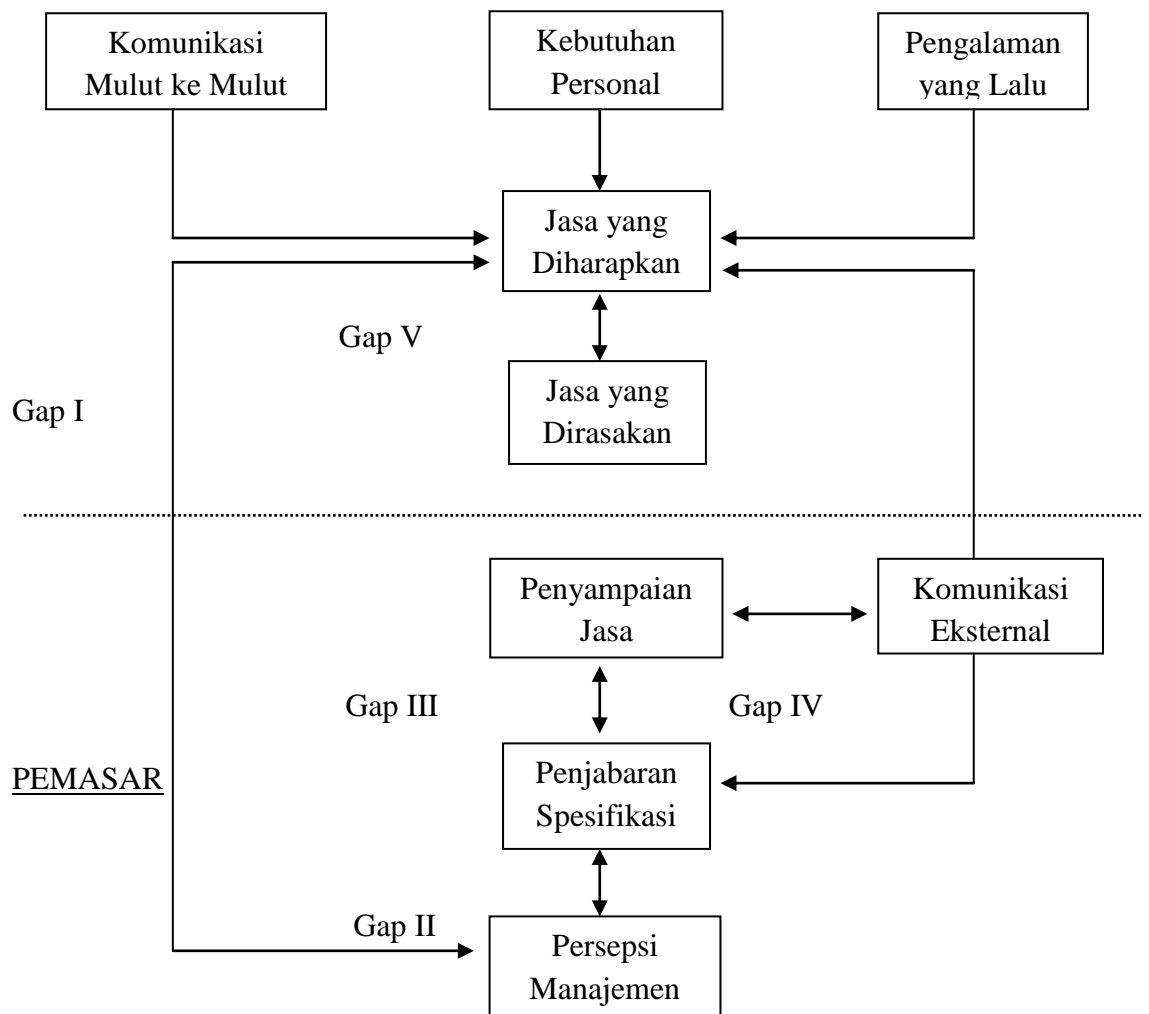 Komunikasi
Mulut ke Mulut
Kebutuhan
Personal
Pengalaman
yang Lalu
Jasa yang
Diharapkan
Gap V
Jasa yang
Dirasakan
Gap I
Penyampaian
Jasa
Komunikasi
Eksternal
Gap III
Gap IV
PEMASAR
Penjabaran
Spesifikasi
Gap II
Persepsi
Manajemen